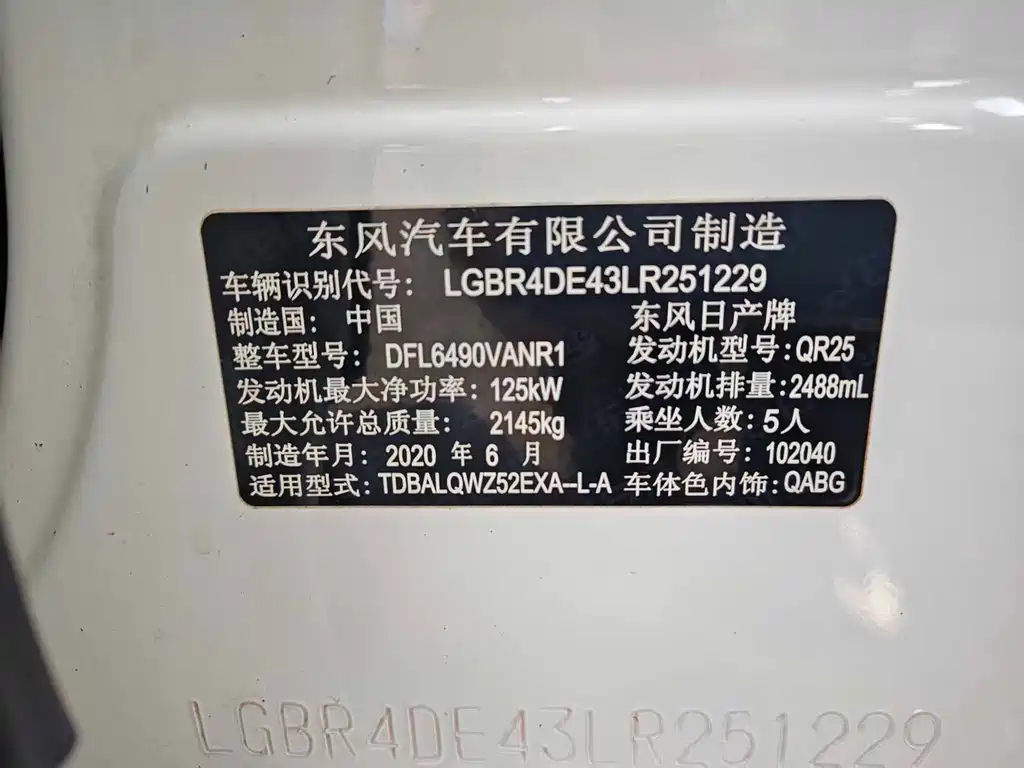 东风汽车有限公司制造
车辆识别代号: LGBR4DE43LR251229
制造国: 中国 东风日产牌
整车型号: DFL6490VANR1 发动机型号:QR25
发动机最大净功率: 125kW 发动机排量:2488mL
最大允许总质量: 2145kg 乘坐人数:5人
制造年月: 2020 年 6 月 出厂编号: 102040
适用型式:TDBALQWZ52EXA--L-A 车体色内饰:QABG
LGBR4DE43LR251229